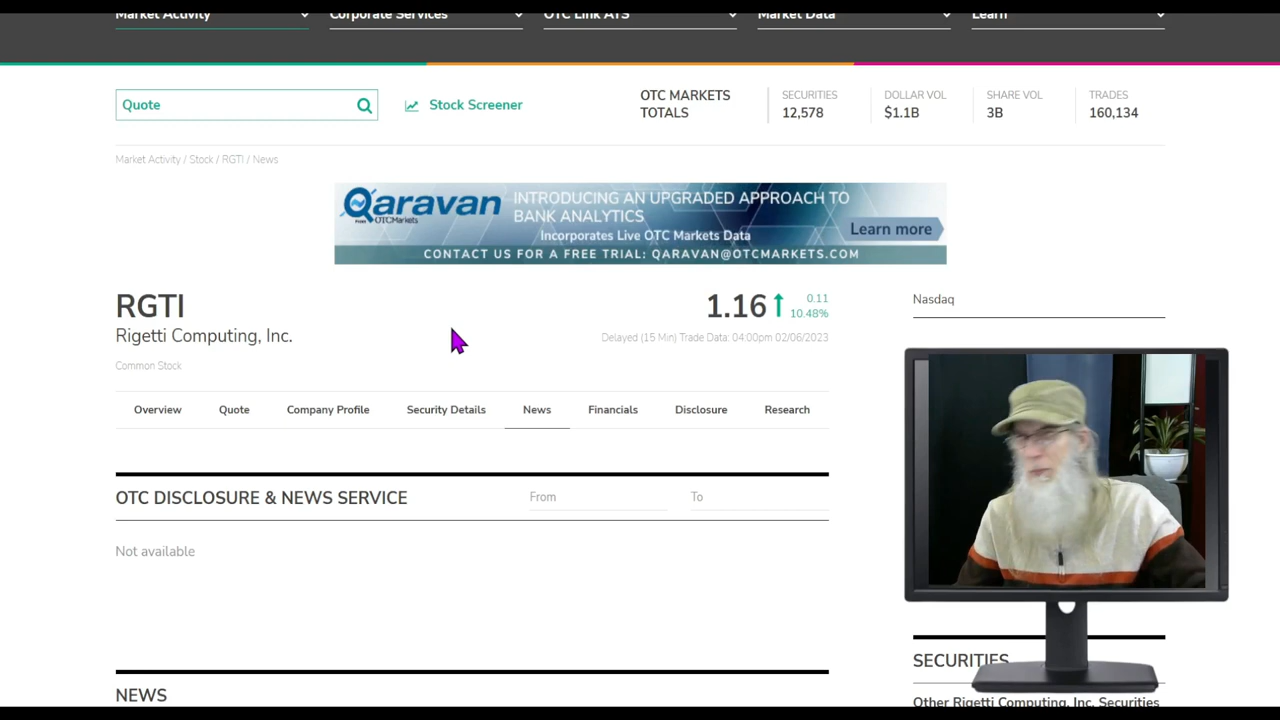 Market Activity
Corporate Services
OTC Link ATS
Market Data
Learn
Quote
Stock Screener
OTC MARKETS
TOTALS
SECURITIES
12,578
DOLLAR VOL
$1.1B
SHARE VOL
3B
TRADES
160,134
Market Activity / Stock / RGTI / News
Qaravan
OTCMarkets
INTRODUCING AN UPGRADED APPROACH TO
BANK ANALYTICS
Incorporates Live OTC Markets Data
Learn more
CONTACT US FOR A FREE TRIAL: QARAVAN@OTCMARKETS.COM
RGTI
Rigetti Computing, Inc.
Common Stock
1.16
0.11
10.48%
Delayed (15 Min) Trade Data: 04:00pm 02/06/2023
Nasdaq
Overview
Quote
Company Profile
Security Details
News
Financials
Disclosure
Research
OTC DISCLOSURE & NEWS SERVICE
From
To
Not available
NEWS
SECURITIES
Other Rigetti Computing, Inc. Securities